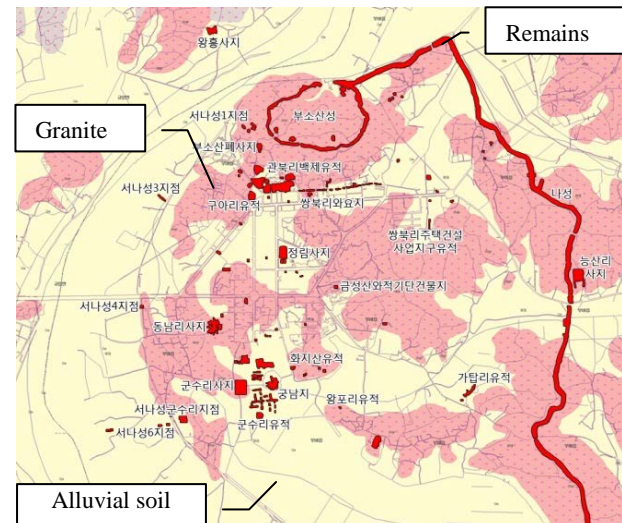 Remains
왕흥사지
서나성1지점
부소산성
Granite
부소산폐사지
관북리백제유적
서나성3지점
나성
구아리유적
쌍북리와요지
쌍북리주택건설
사업지구유적
정림사지
능산리
사지
금성산와적기단건물지
서나성4지점
동남리사지
화지산유적
가탑리유적
군수리사지
궁남지
왕포리유적
서나성군수리지점
군수리유적
서나성6지점
Alluvial soil